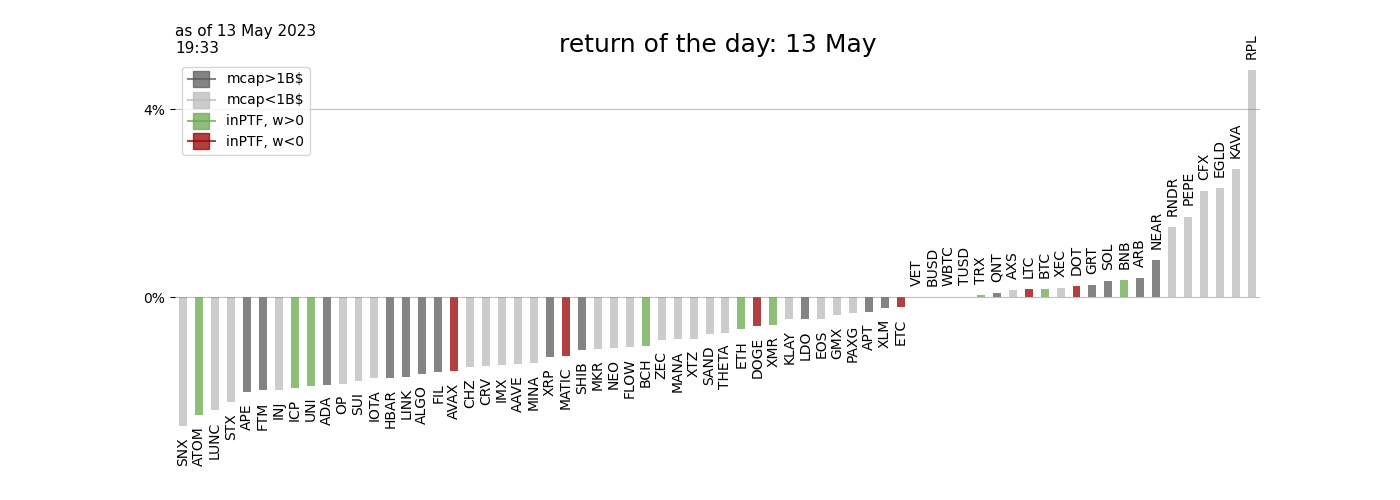 as of 13 May 2023
19:33
return of the day: 13 May
mcap>1B$
mcap<1B$
inPTF, w>0
inPTF, w<0
4%
0%
SNX
ATOM
LUNC
STX
APE
FTM
INJ
ICP
UNI
ADA
OP
SUI
IOTA
HBAR
LINK
ALGO
FIL
AVAX
CHZ
CRV
IMX
AAVE
MINA
XRP
MATIC
SHIB
MKR
NEO
FLOW
BCH
ZEC
MANA
XTZ
SAND
THETA
ETH
DOGE
XMR
KLAY
LDO
EOS
GMX
PAXG
APT
XLM
ETC
VET
BUSD
WBTC
TUSD
TRX
QNT
AXS
LTC
BTC
XEC
DOT
GRT
SOL
BNB
ARB
NEAR
RNDR
PEPE
CFX
EGLD
KAVA
RPL